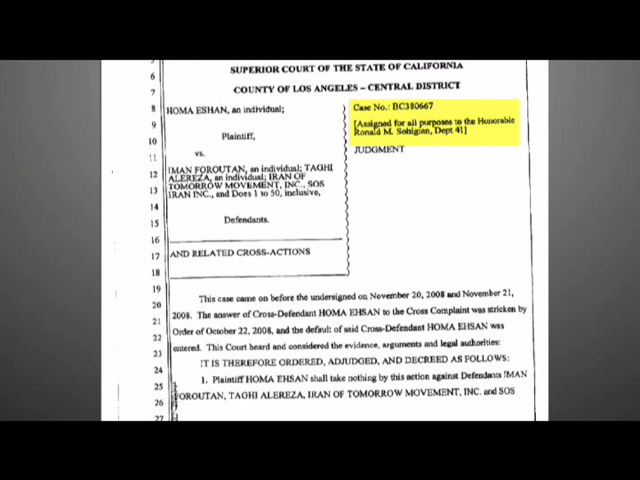 SUPERIOR COURT OF THE STATE OF CALIFORNIA
COUNTY OF LOS ANGELES – CENTRAL DISTRICT
6
7
8
9
10
11
12
13
14
15
16
17
18
19
20
21
22
23
24
25
26
27
HOMA ESHAN, an individual;
Plaintiff,
vs.
IMAN FOROUTAN, an individual; TAGHI
ALEREZA, an individual; IRAN OF
TOMORROW MOVEMENT, INC., SOS
IRAN INC., and Does 1 to 50, inclusive,
Defendants.
AND RELATED CROSS-ACTIONS
Case No.: BC380667
[Assigned for all purposes to the Honorable
Ronald M. Sohigian, Dept 41]
JUDGMENT
This case came on before the undersigned on November 20, 2008 and November 21,
2008. The answer of Cross-Defendant HOMA EHSAN to the Cross Complaint was stricken by
Order of October 22, 2008, and the default of said Cross-Defendant HOMA EHSAN was
entered. This Court heard and considered the evidence, arguments and legal authorities:
IT IS THEREFORE ORDERED, ADJUDGED, AND DECREED AS FOLLOWS:
1. Plaintiff HOMA EHSAN shall take nothing by this action against Defendants IMAN
FOROUTAN, TAGHI ALEREZA, IRAN OF TOMORROW MOVEMENT, INC. and SOS